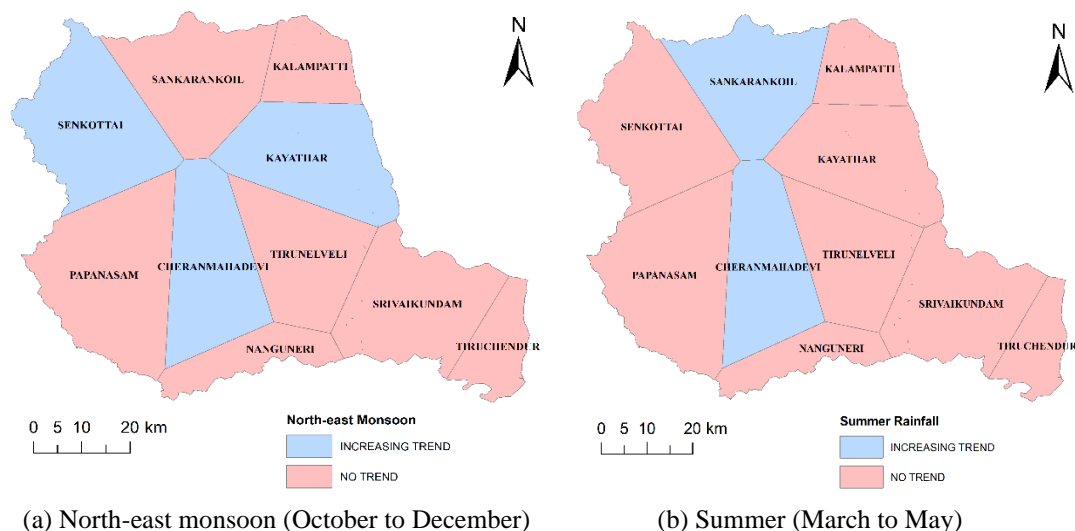 N
SANKARANKOIL
KALAMPATTI
SENKOTTAI
KAYATHAR
TIRUNELVELI
PAPANASAM
CHERANMAHADEVI
SRIVAIKUNDAM
NANGUNERI
TIRUCHENDUR
0 5 10 20 km
North-east Monsoon
INCREASING TREND
NO TREND
(a) North-east monsoon (October to December)
N
SANKARANKOIL
KALAMPATTI
SENKOTTAI
KAYATHAR
TIRUNELVELI
PAPANASAM
CHERANMAHADEVI
SRIVAIKUNDAM
NANGUNERI
TIRUCHENDUR
0 5 10 20 km
Summer Rainfall
INCREASING TREND
NO TREND
(b) Summer (March to May)